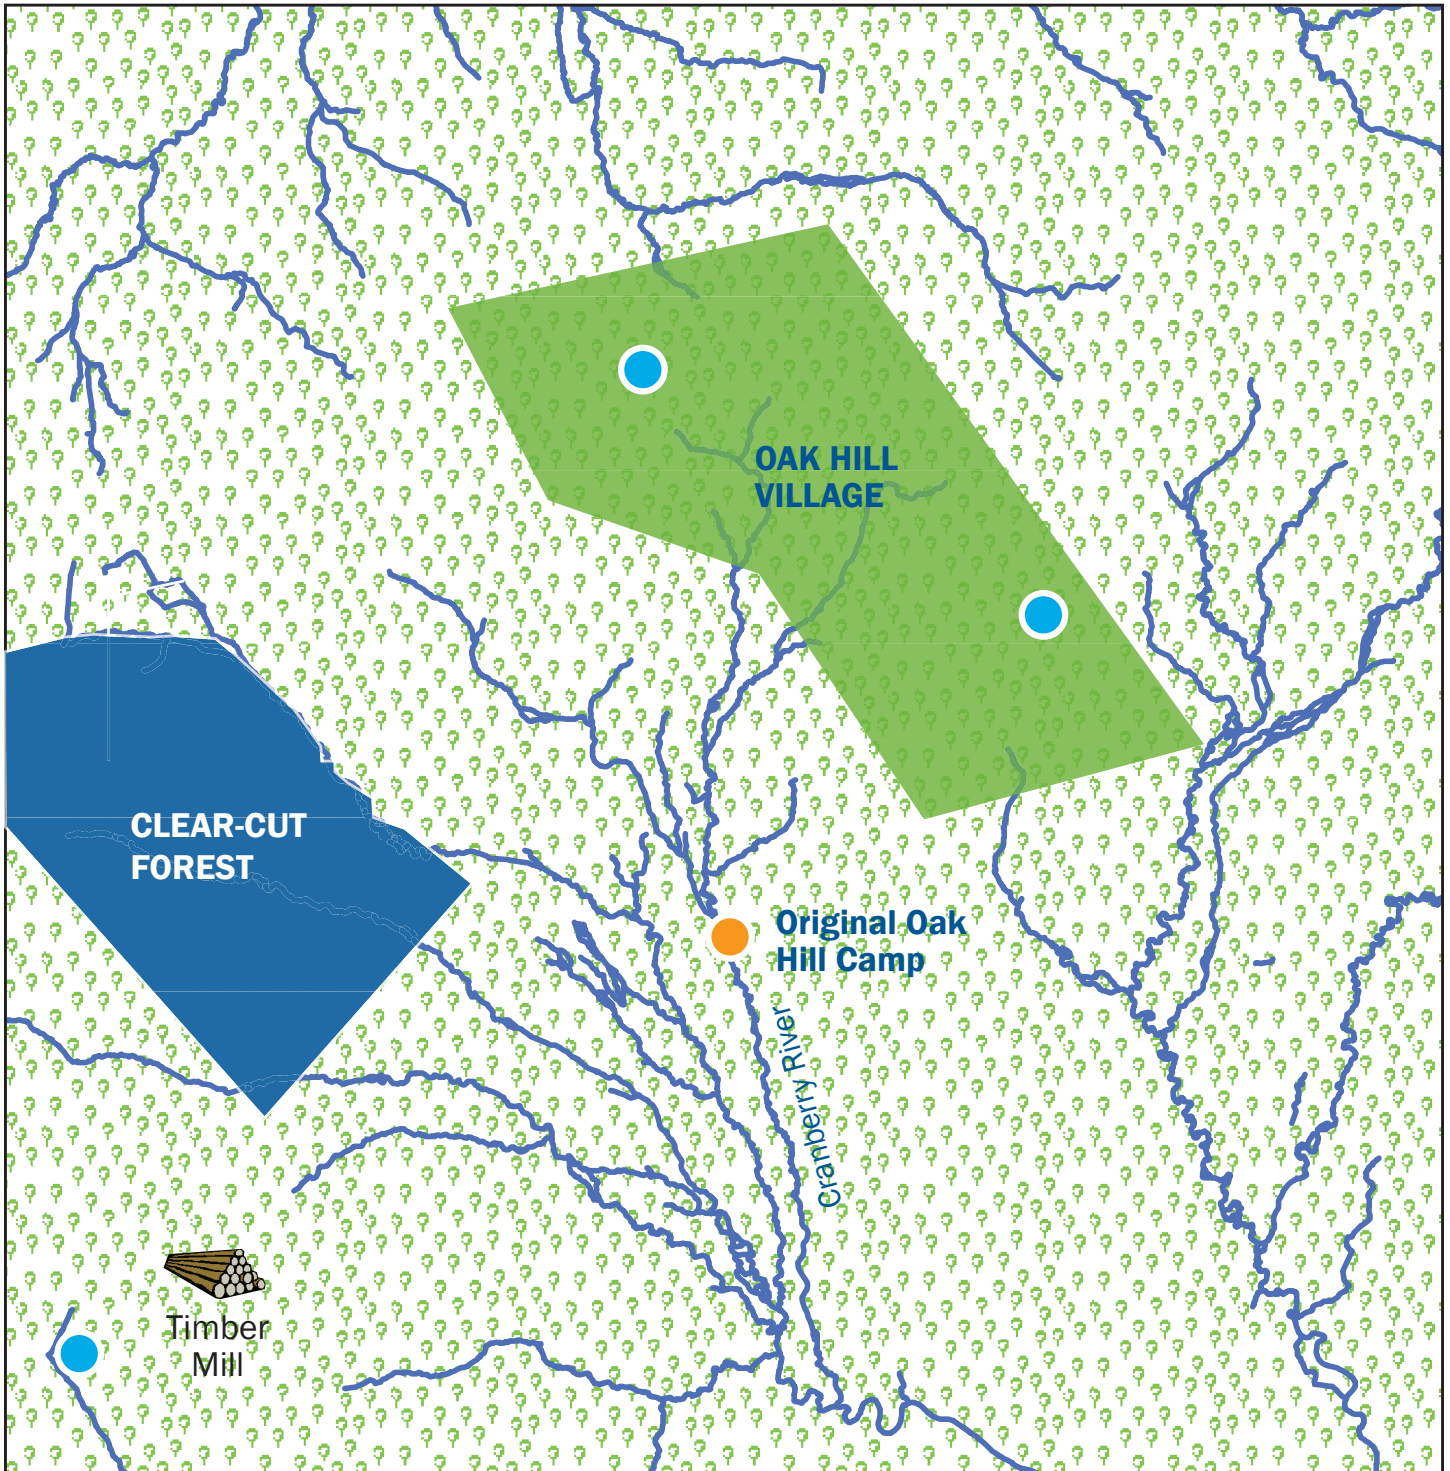 OAK HILL
VILLAGE
CLEAR-CUT
FOREST
Original Oak
Hill Camp
Cranberry River
Timber
Mill